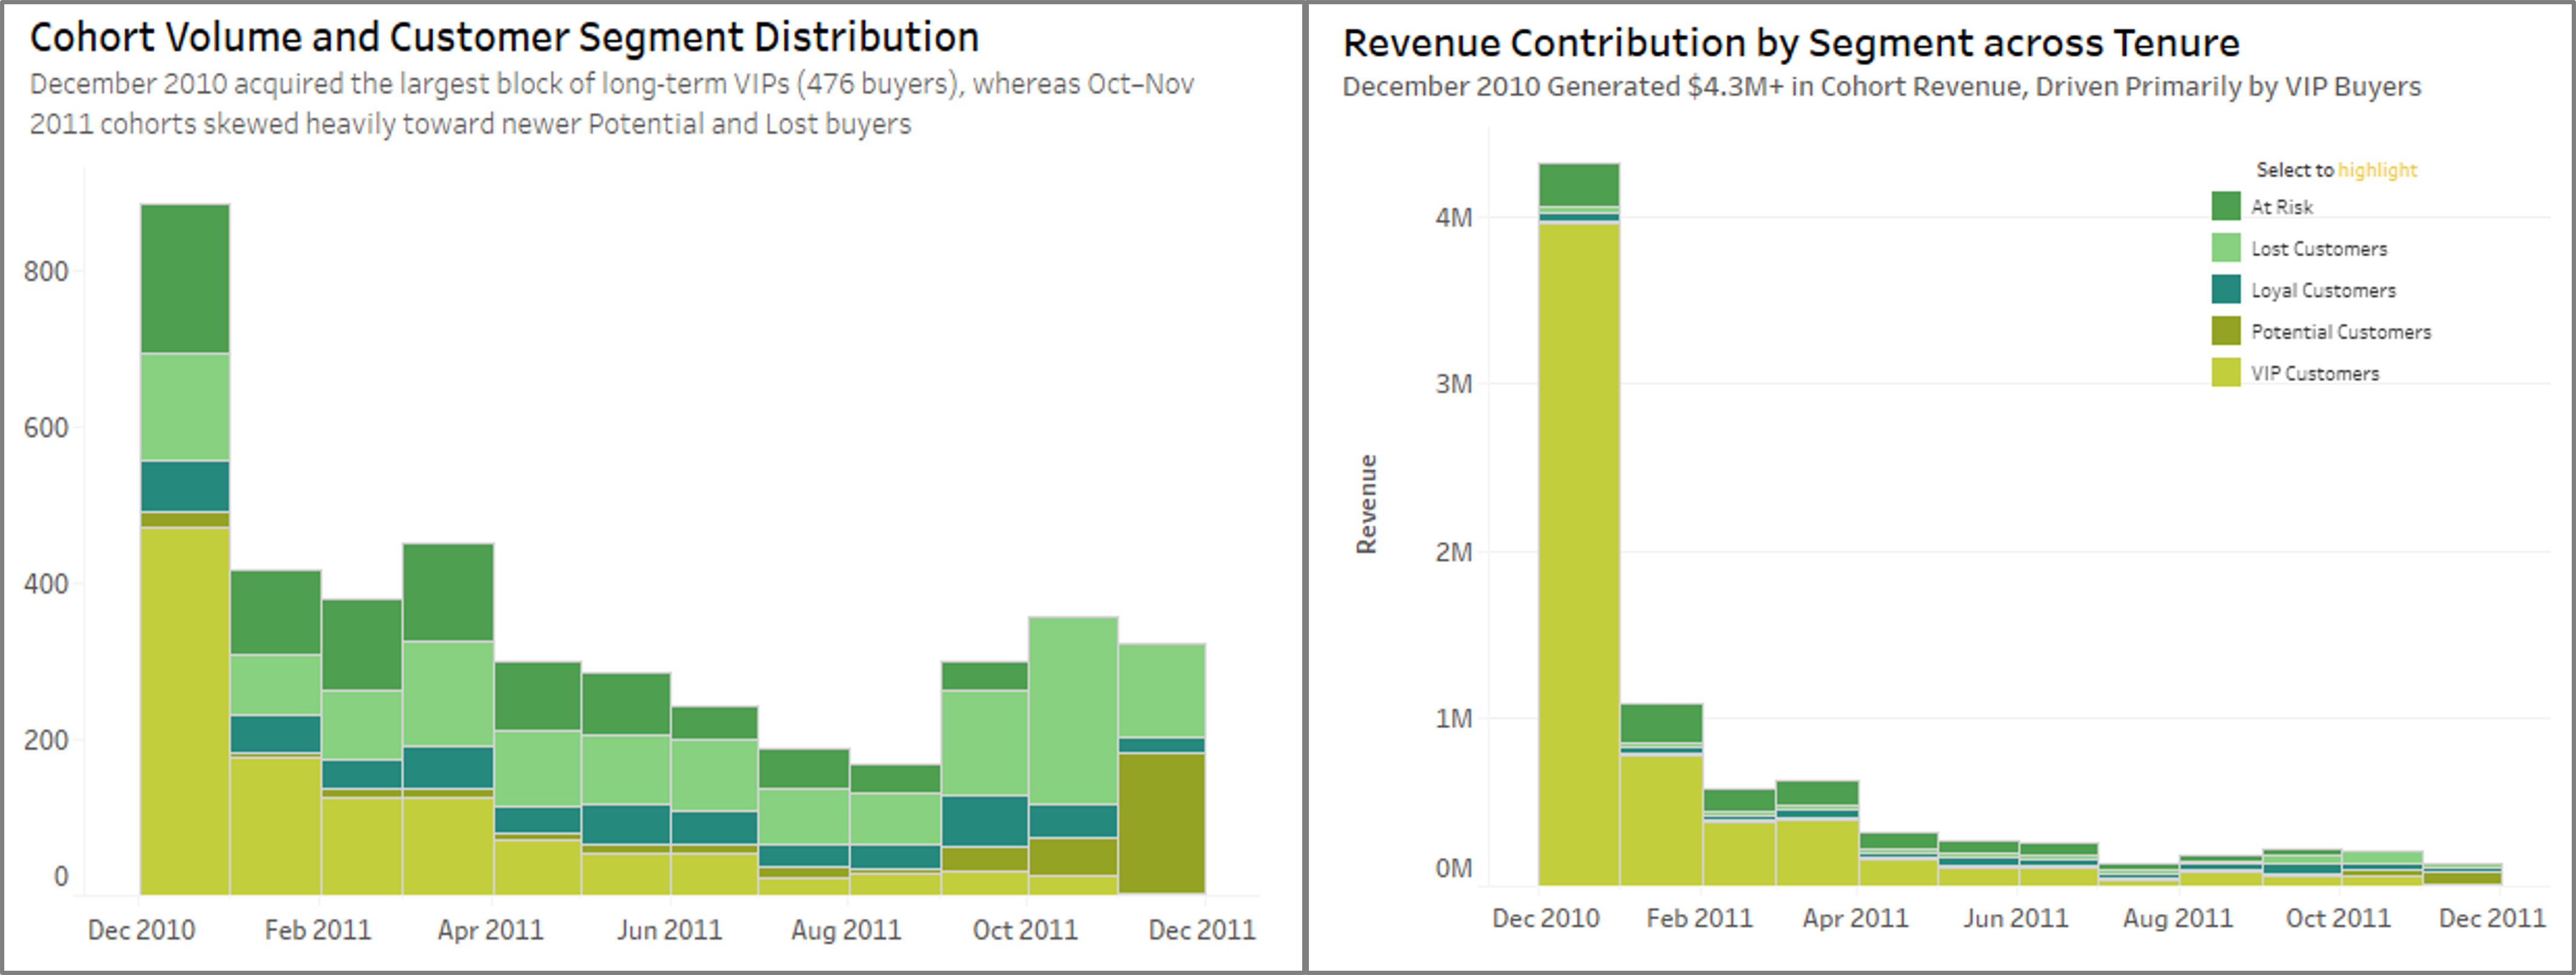 Cohort Volume and Customer Segment Distribution
December 2010 acquired the largest block of long-term VIPs (476 buyers), whereas Oct–Nov
2011 cohorts skewed heavily toward newer Potential and Lost buyers
800
600
400
200
0
Dec 2010
Feb 2011
Apr 2011
Jun 2011
Aug 2011
Oct 2011
Dec 2011
Revenue Contribution by Segment across Tenure
December 2010 Generated $4.3M+ in Cohort Revenue, Driven Primarily by VIP Buyers
Select to highlight
At Risk
Lost Customers
Loyal Customers
Potential Customers
VIP Customers
Revenue
4M
3M
2M
1M
0M
Dec 2010
Feb 2011
Apr 2011
Jun 2011
Aug 2011
Oct 2011
Dec 2011